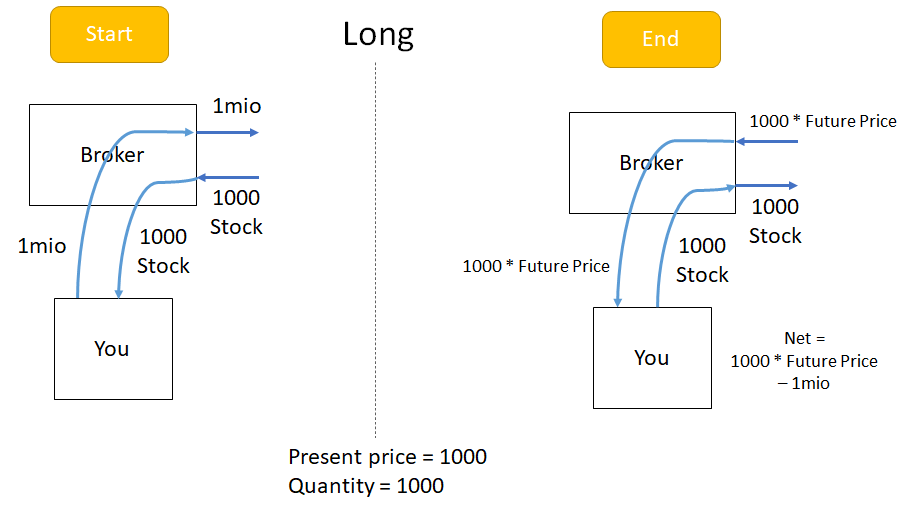 Start
Long
End
1mio
Broker
1000
Stock
1mio
1000
Stock
You
1000 * Future Price
Broker
1000
Stock
1000
Stock
1000 * Future Price
You
Net =
1000 * Future Price
– 1mio
Present price = 1000
Quantity = 1000